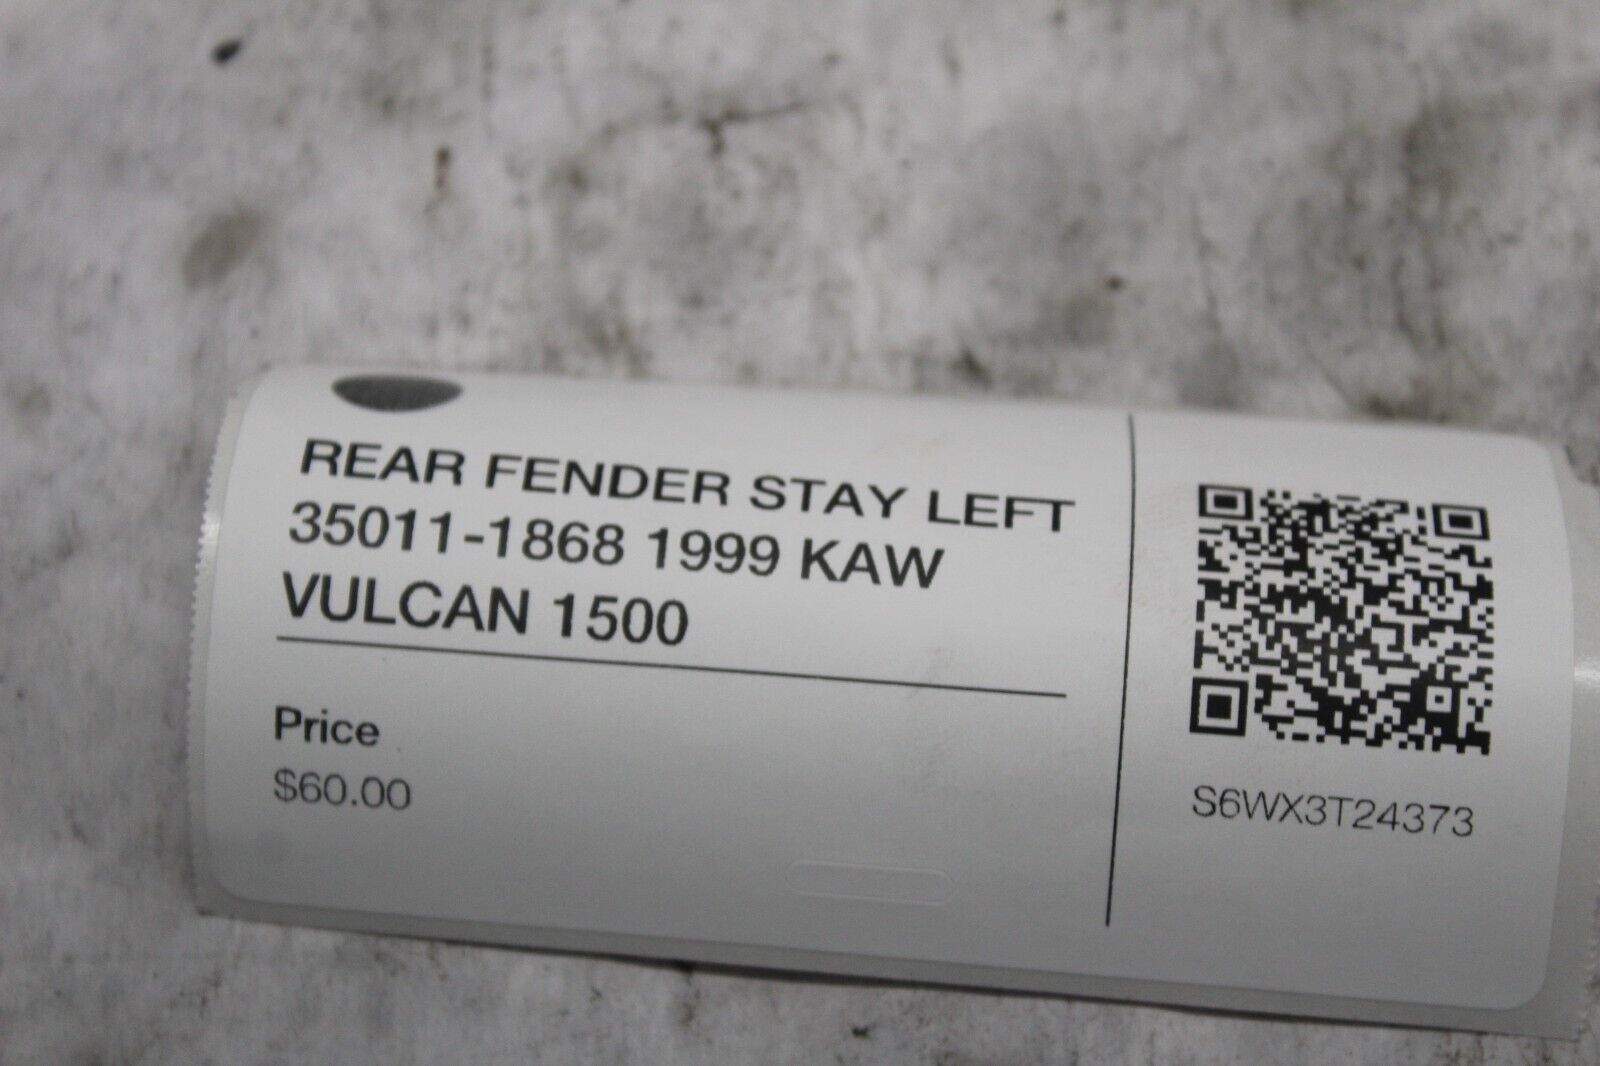 REAR FENDER STAY LEFT
35011-1868 1999 KAW
VULCAN 1500
Price
$60.00
S6WX3T24373